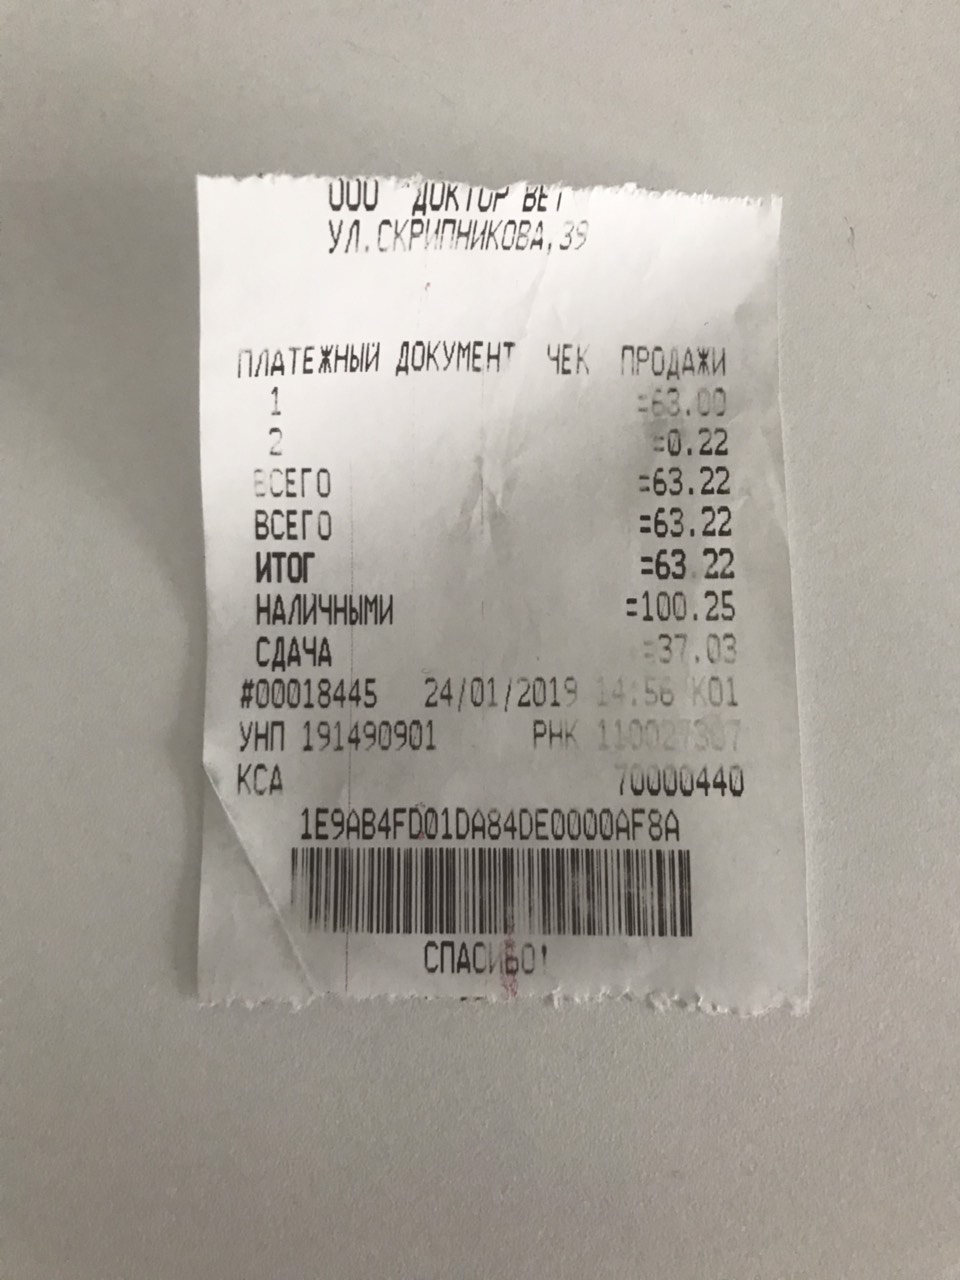 ООО "ДОКТОР ВЕТ"
УЛ.СКРИПНИКОВА,39
ПЛАТЕЖНЫЙ ДОКУМЕНТ ЧЕК ПРОДАЖИ
1 =63.00
2 =0.22
ВСЕГО =63.22
ВСЕГО =63.22
ИТОГ =63.22
НАЛИЧНЫМИ =100.25
СДАЧА =37.03
#00018445 24/01/2019 14:56 К01
УНП 191490901 РНК 110027307
КСА 70000440
1E9AB4FD01DA84DE0000AF8A
СПАСИБО!